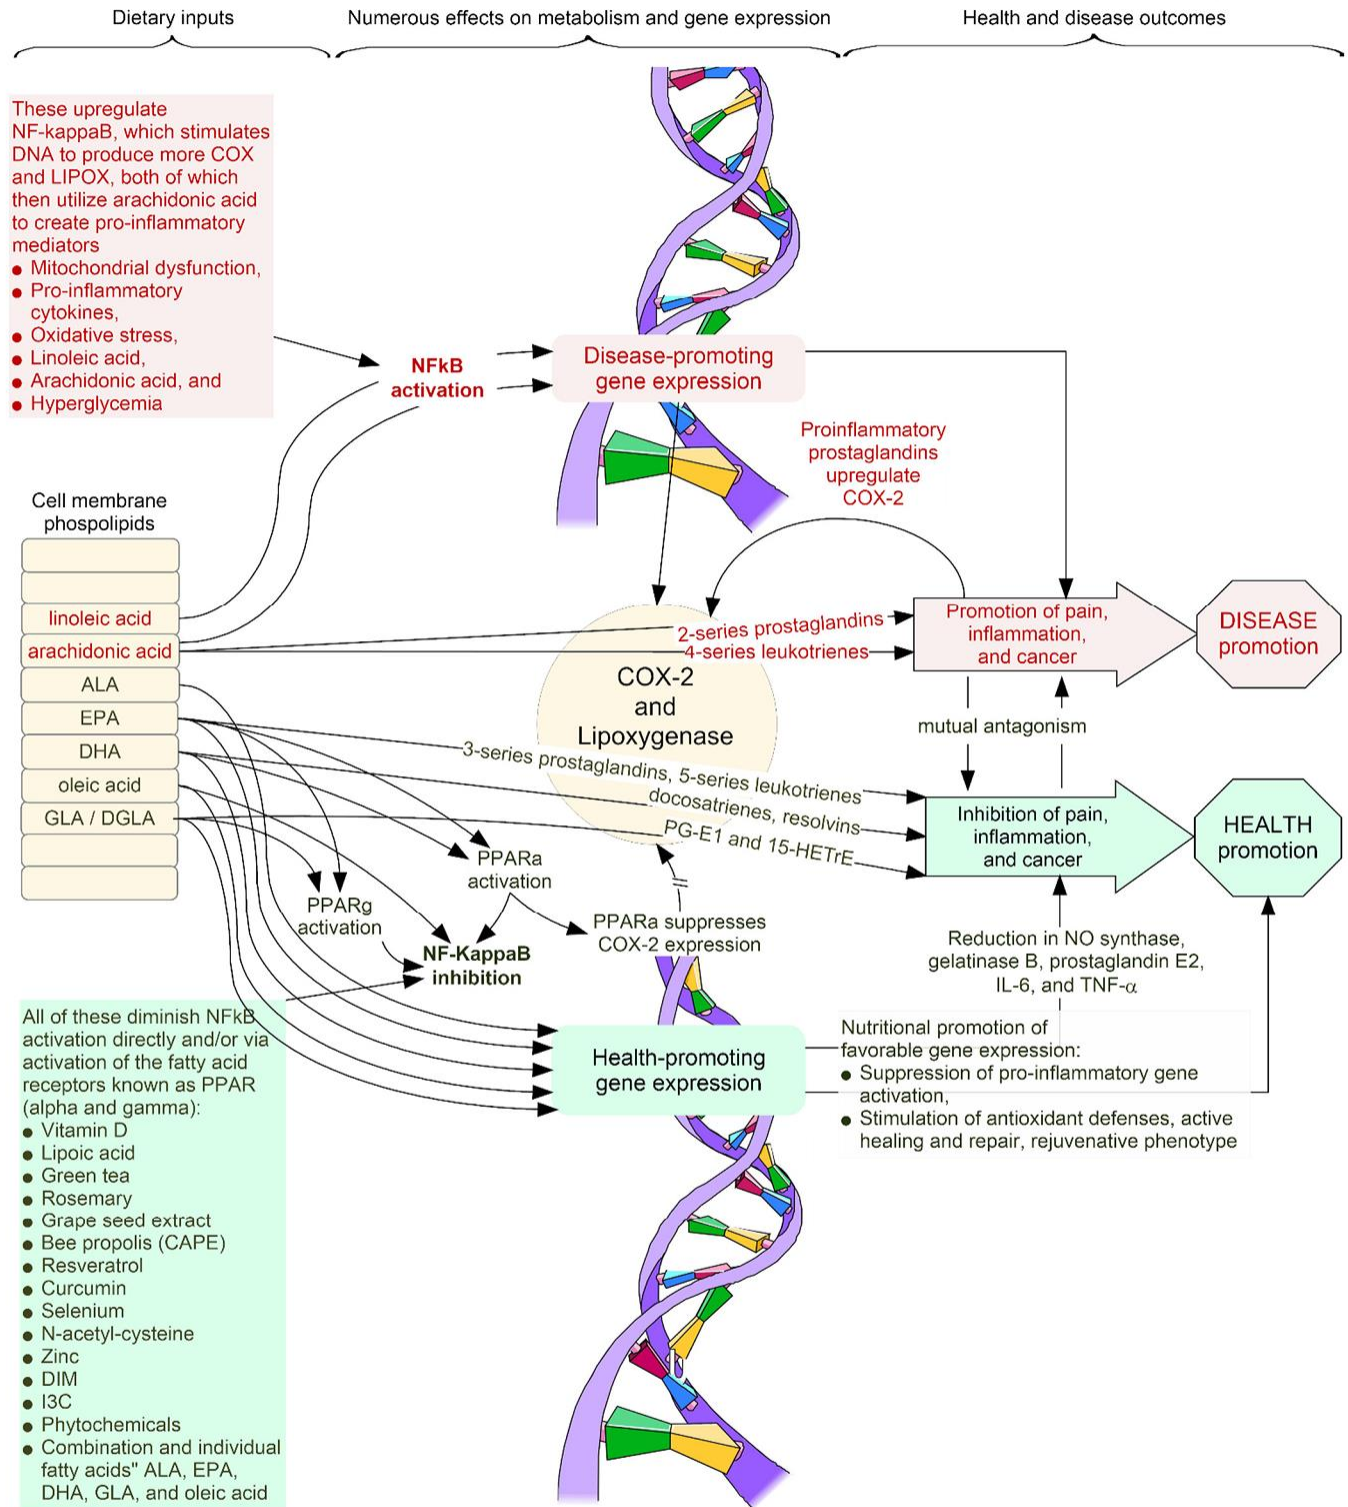 Dietary inputs
Numerous effects on metabolism and gene expression
Health and disease outcomes
These upregulate
NF-kappaB, which stimulates
DNA to produce more COX
and LIPOX, both of which
then utilize arachidonic acid
to create pro-inflammatory
mediators
● Mitochondrial dysfunction,
● Pro-inflammatory
cytokines,
● Oxidative stress,
● Linoleic acid,
● Arachidonic acid, and
● Hyperglycemia
NFkB
activation
Disease-promoting
gene expression
Proinflammatory
prostaglandins
upregulate
COX-2
Cell membrane
phospolipids
linoleic acid
arachidonic acid
ALA
EPA
DHA
oleic acid
GLA / DGLA
2-series prostaglandins
4-series leukotrienes
COX-2
and
Lipoxygenase
3-series prostaglandins, 5-series leukotrienes
docosatrienes, resolvins
PG-E1 and 15-HETrE
Promotion of pain,
inflammation,
and cancer
DISEASE
promotion
mutual antagonism
Inhibition of pain,
inflammation,
and cancer
HEALTH
promotion
PPARa
activation
PPARg
activation
PPARa suppresses
COX-2 expression
NF-KappaB
inhibition
Reduction in NO synthase,
gelatinase B, prostaglandin E2,
IL-6, and TNF-α
All of these diminish NFkB
activation directly and/or via
activation of the fatty acid
receptors known as PPAR
(alpha and gamma):
● Vitamin D
● Lipoic acid
● Green tea
● Rosemary
● Grape seed extract
● Bee propolis (CAPE)
● Resveratrol
● Curcumin
● Selenium
● N-acetyl-cysteine
● Zinc
● DIM
● I3C
● Phytochemicals
● Combination and individual
fatty acids" ALA, EPA,
DHA, GLA, and oleic acid
Health-promoting
gene expression
Nutritional promotion of
favorable gene expression:
● Suppression of pro-inflammatory gene
activation,
● Stimulation of antioxidant defenses, active
healing and repair, rejuvenative phenotype